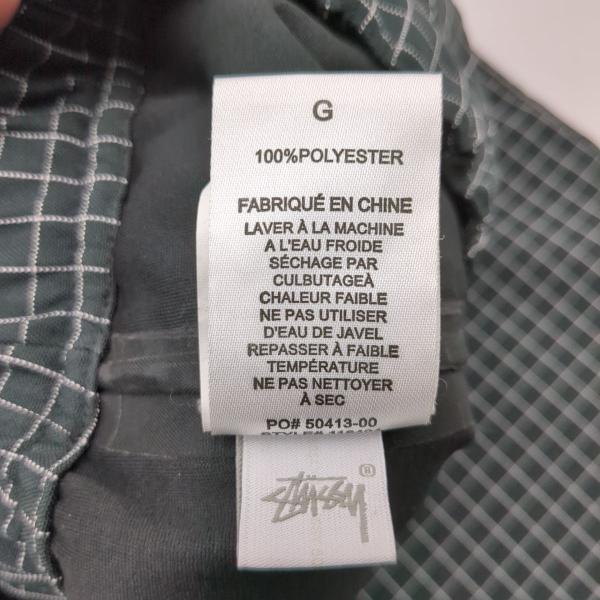 G
100%POLYESTER
FABRIQUÉ EN CHINE
LAVER À LA MACHINE
A L'EAU FROIDE
SÉCHAGE PAR
CULBUTAGEÀ
CHALEUR FAIBLE
NE PAS UTILISER
D'EAU DE JAVEL
REPASSER À FAIBLE
TEMPÉRATURE
NE PAS NETTOYER
À SEC
PO# 50413-00
STÜSSY ®